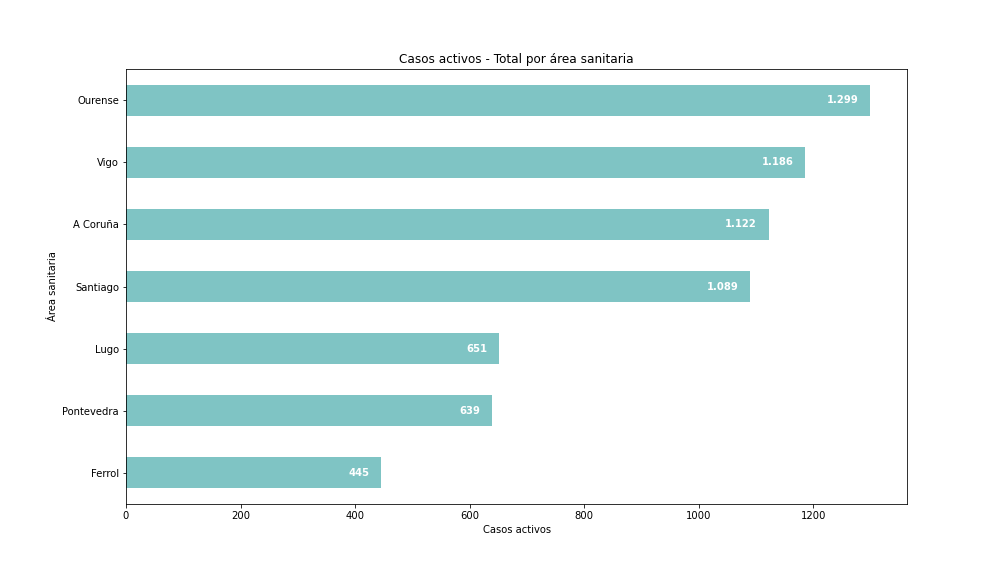 Casos activos - Total por área sanitaria
Ourense
1.299
Vigo
1.186
A Coruña
1.122
Santiago
1.089
Lugo
651
Pontevedra
639
Ferrol
445
Área sanitaria
0 200 400 600 800 1000 1200
Casos activos